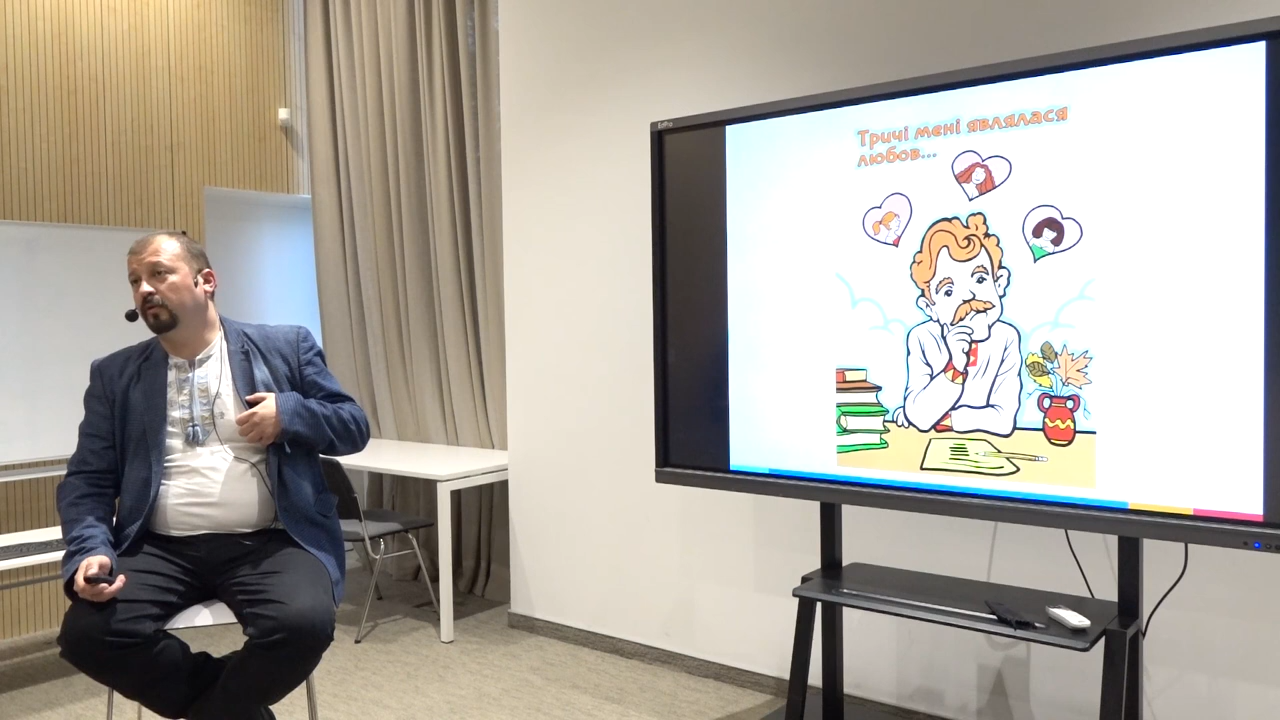 Тричі мені являлася
любов...